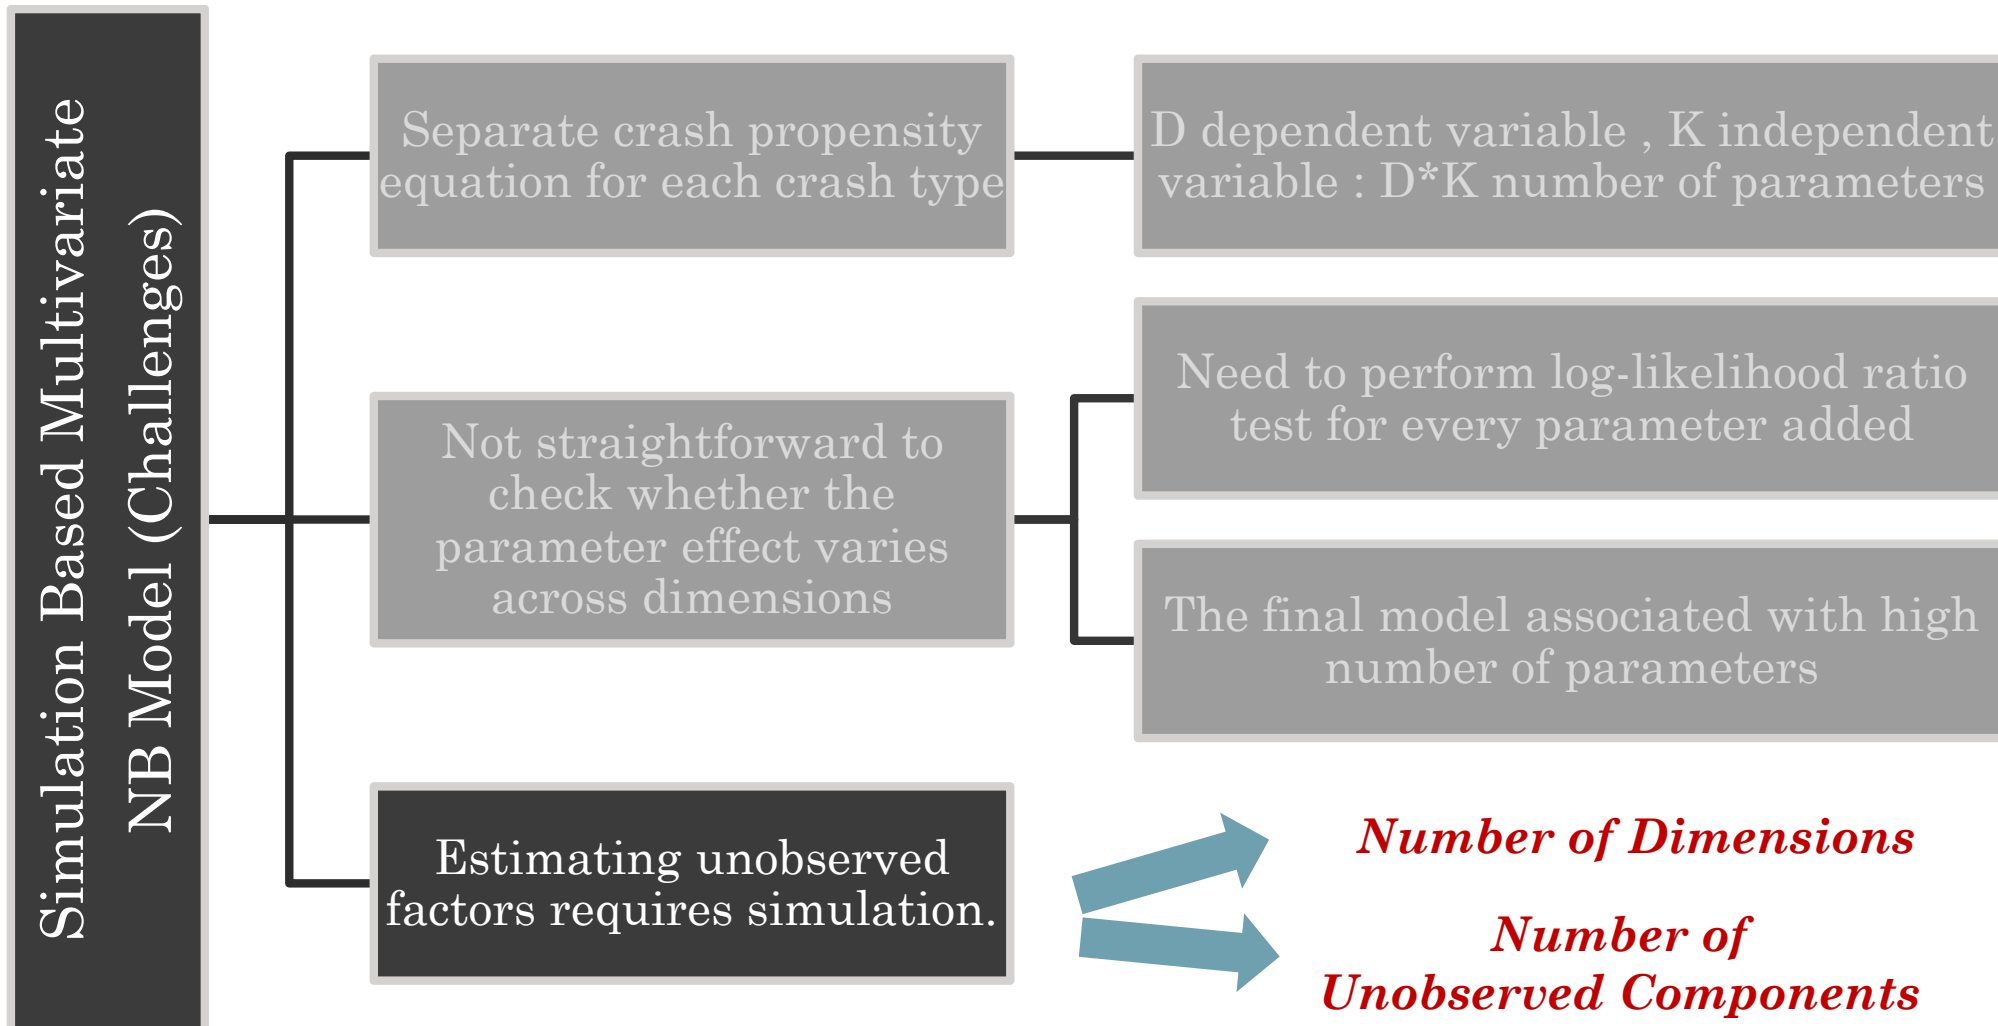 Simulation Based Multivariate
NB Model (Challenges)
Separate crash propensity
equation for each crash type
D dependent variable , K independent
variable : D*K number of parameters
Not straightforward to
check whether the
parameter effect varies
across dimensions
Need to perform log-likelihood ratio
test for every parameter added
The final model associated with high
number of parameters
Estimating unobserved
factors requires simulation.
Number of Dimensions
Number of
Unobserved Components